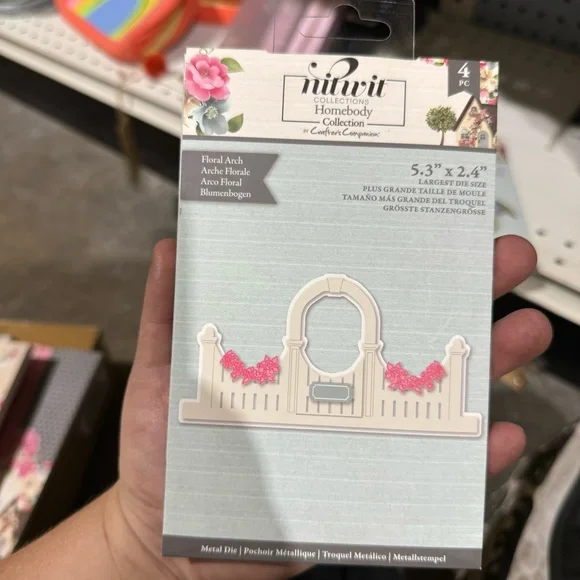 nitwit
COLLECTIONS
Homebody
Collection
BY Crafter's Companion
4
PC
Floral Arch
Arche Florale
Arco Floral
Blumenbogen
5.3" x 2.4"
LARGEST DIE SIZE
PLUS GRANDE TAILLE DE MOULE
TAMAÑO MÁS GRANDE DEL TROQUEL
GRÖSSTE STANZENGRÖSSE
Metal Die | Pochoir Métallique | Troquel Metálico | Metallstempel